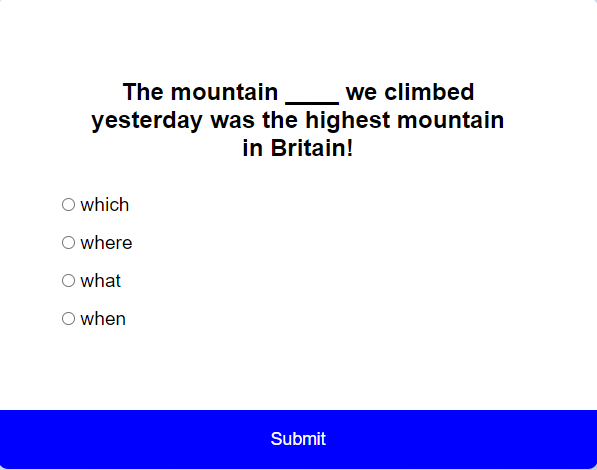 The mountain ____ we climbed
yesterday was the highest mountain
in Britain!
which
where
what
when
Submit